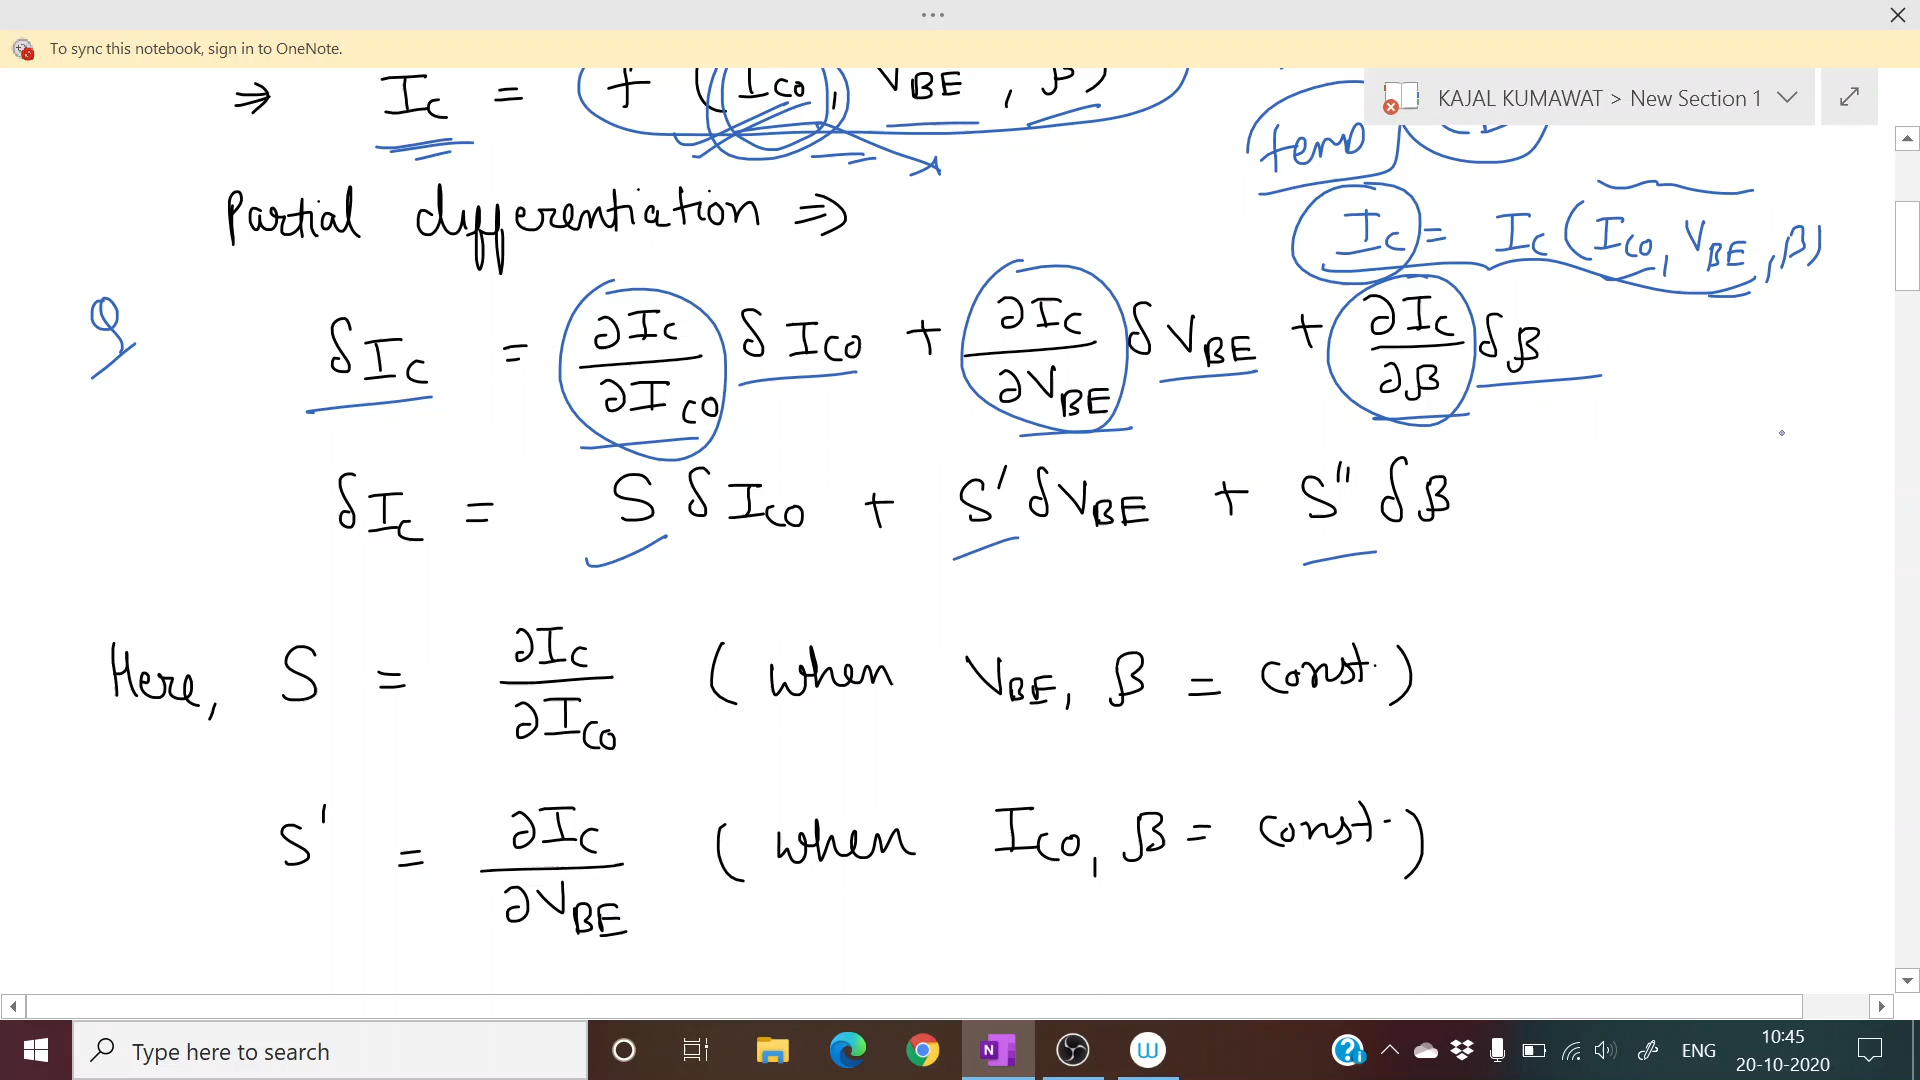 To sync this notebook, sign in to OneNote.
⇒ Ic = f (Ico, VBE, β)
KAJAL KUMAWAT > New Section 1
temp
Partial differentiation ⇒
Ic = Ic (Ico, VBE, β)
δIc = ∂Ic/∂Ico δIco + ∂Ic/∂VBE δVBE + ∂Ic/∂β δβ
δIc = S δIco + S' δVBE + S'' δβ
Here, S = ∂Ic/∂Ico (when VBE, β = const.)
S' = ∂Ic/∂VBE (when Ico, β = const.)
Type here to search
ENG
10:45
20-10-2020